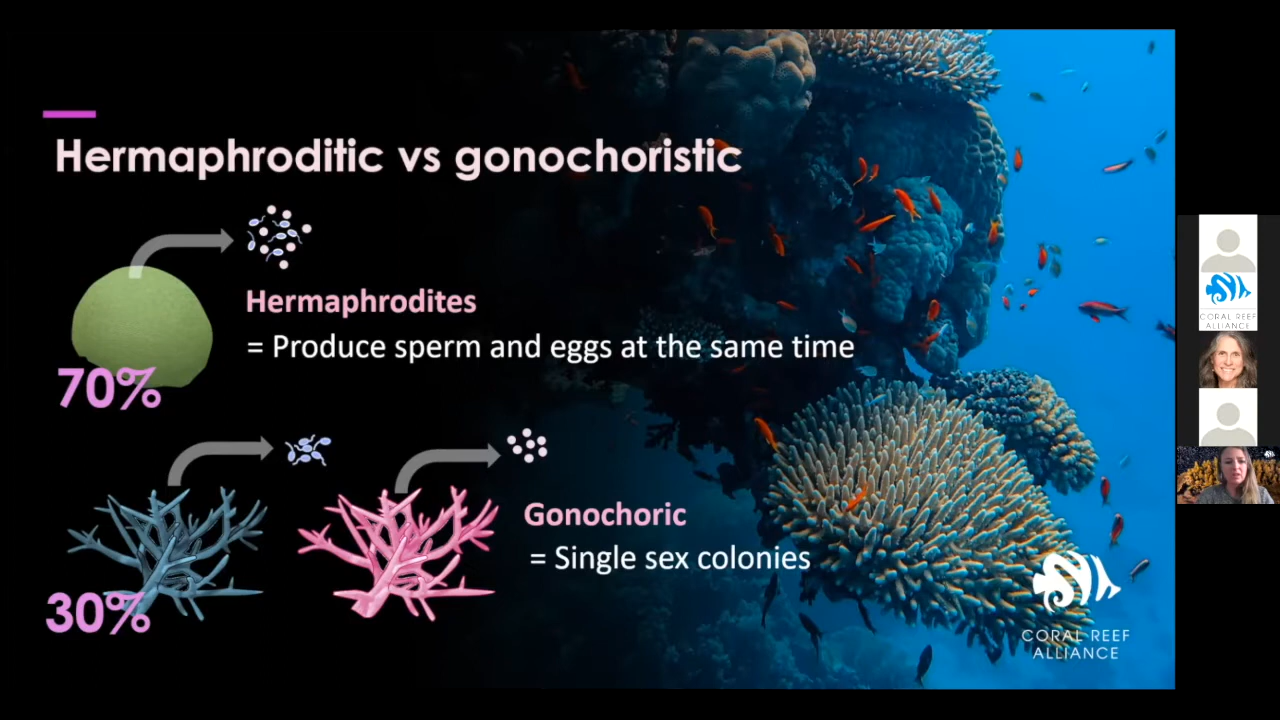 Hermaphroditic vs gonochoristic
Hermaphrodites
= Produce sperm and eggs at the same time
70%
Gonochoric
= Single sex colonies
30%
CORAL REEF
ALLIANCE
CORAL REEF
ALLIANCE